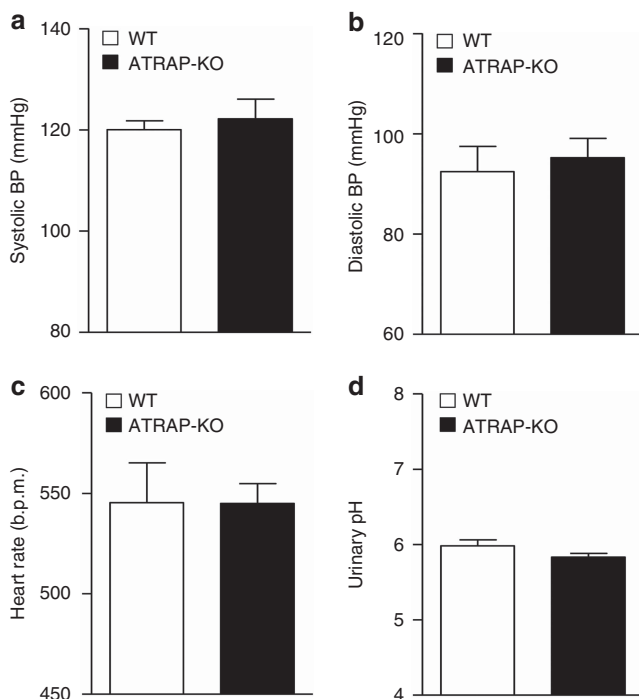 a
WT
ATRAP-KO
Systolic BP (mmHg)
140
120
100
80
b
WT
ATRAP-KO
Diastolic BP (mmHg)
120
100
80
60
c
WT
ATRAP-KO
Heart rate (b.p.m.)
600
550
500
450
d
WT
ATRAP-KO
Urinary pH
8
7
6
5
4